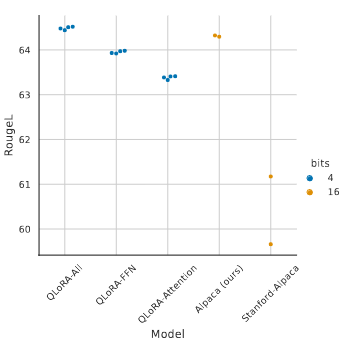 64
63
62
61
60
RougeL
QLoRA-All
QLoRA-FFN
QLoRA-Attention
Alpaca (ours)
Stanford-Alpaca
Model
bits
4
16